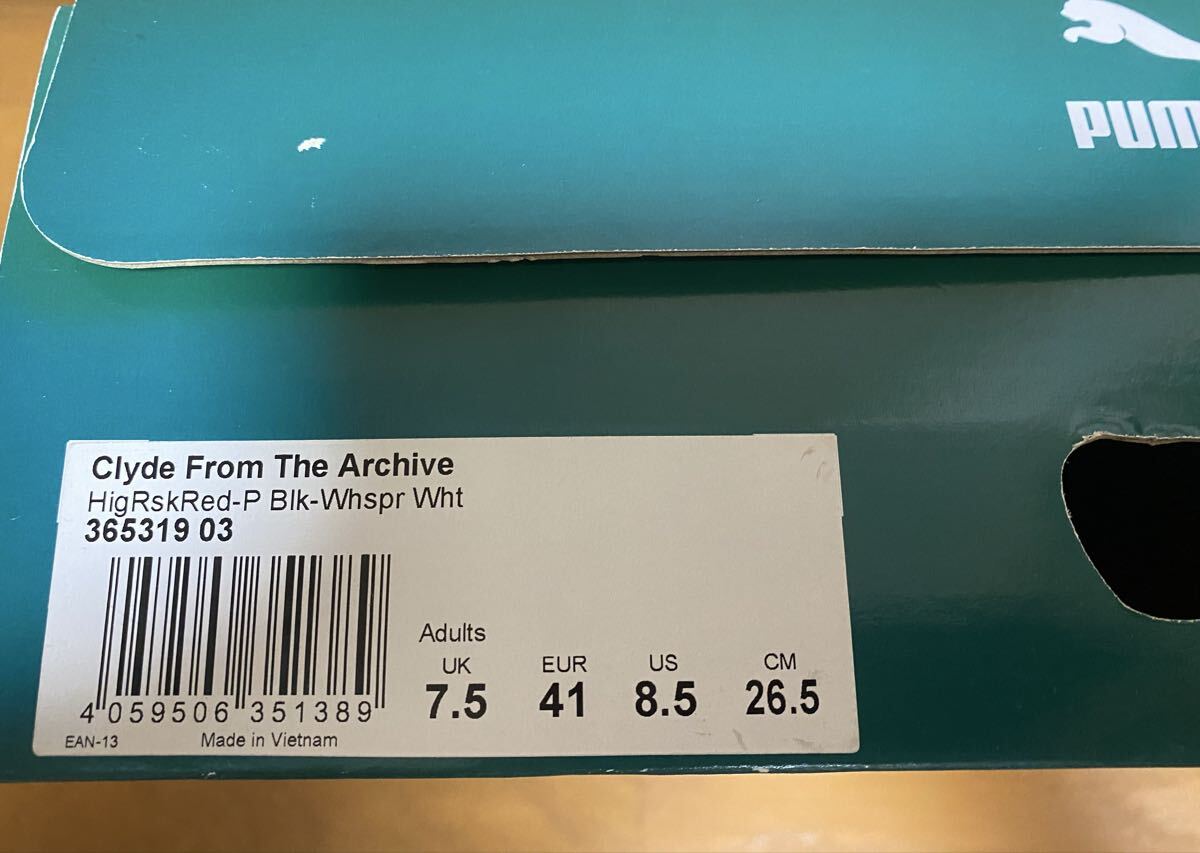 PUM
Clyde From The Archive
HigRskRed-P Blk-Whspr Wht
365319 03
Adults
UK EUR US CM
7.5 41 8.5 26.5
4 059506 351389
EAN-13 Made in Vietnam